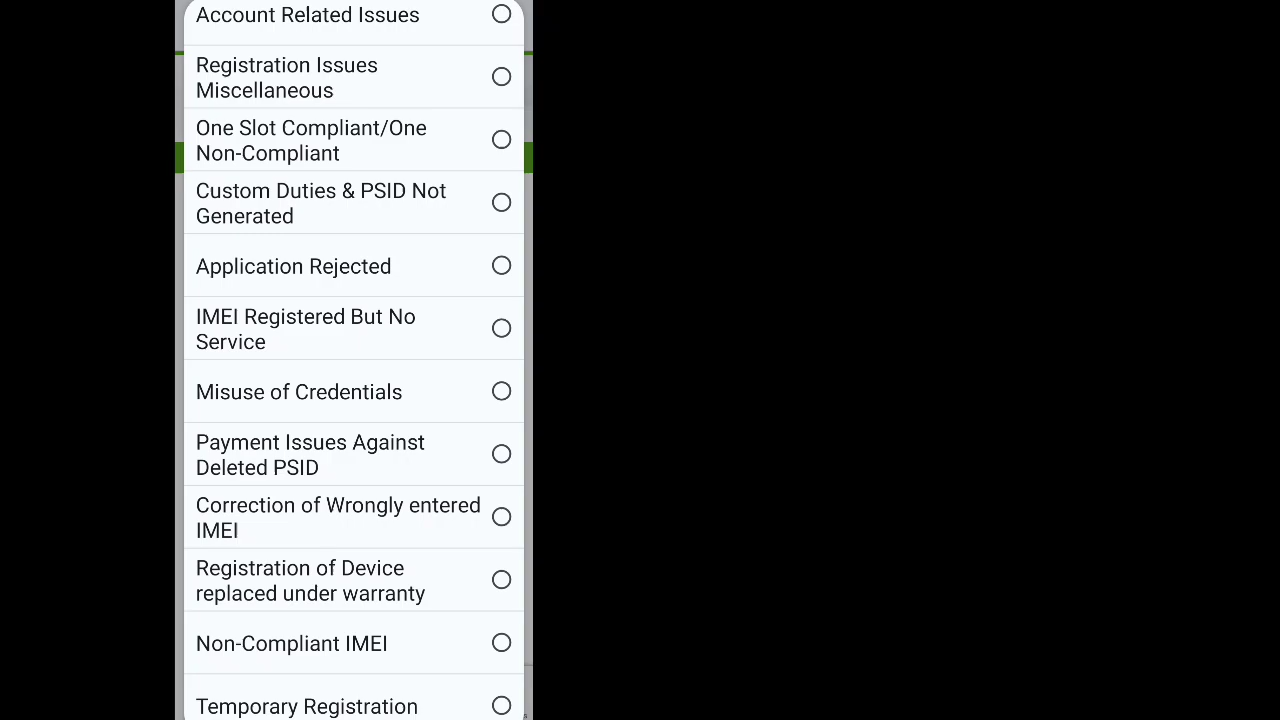 Account Related Issues
Registration Issues
Miscellaneous
One Slot Compliant/One
Non-Compliant
Custom Duties & PSID Not
Generated
Application Rejected
IMEI Registered But No
Service
Misuse of Credentials
Payment Issues Against
Deleted PSID
Correction of Wrongly entered
IMEI
Registration of Device
replaced under warranty
Non-Compliant IMEI
Temporary Registration